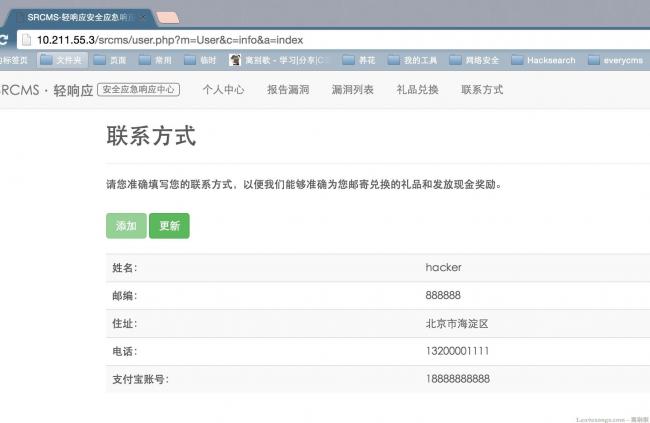 SRCMS-轻响应安全应急响应
10.211.55.3/srcms/user.php?m=User&c=info&a=index
的标签页 文件夹 页面 常用 临时 离别歌 - 学习|分享|C 养花 我的工具 网络安全 Hacksearch everycms
SRCMS · 轻响应 安全应急响应中心 个人中心 报告漏洞 漏洞列表 礼品兑换 联系方式
联系方式
请您准确填写您的联系方式，以便我们能够准确为您邮寄兑换的礼品和发放现金奖励。
添加 更新
姓名： hacker
邮编： 888888
住址： 北京市海淀区
电话： 13200001111
支付宝账号： 18888888888